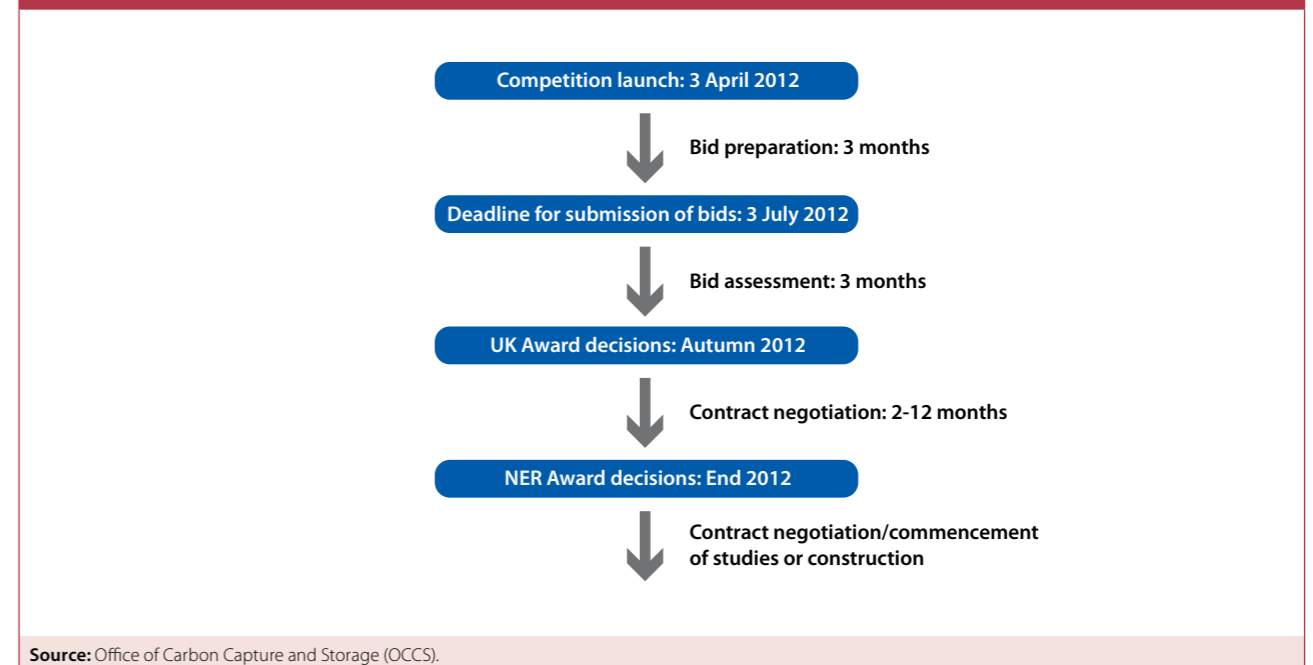 Competition launch: 3 April 2012
Bid preparation: 3 months
Deadline for submission of bids: 3 July 2012
Bid assessment: 3 months
UK Award decisions: Autumn 2012
Contract negotiation: 2-12 months
NER Award decisions: End 2012
Contract negotiation/commencement
of studies or construction
Source: Office of Carbon Capture and Storage (OCCS).